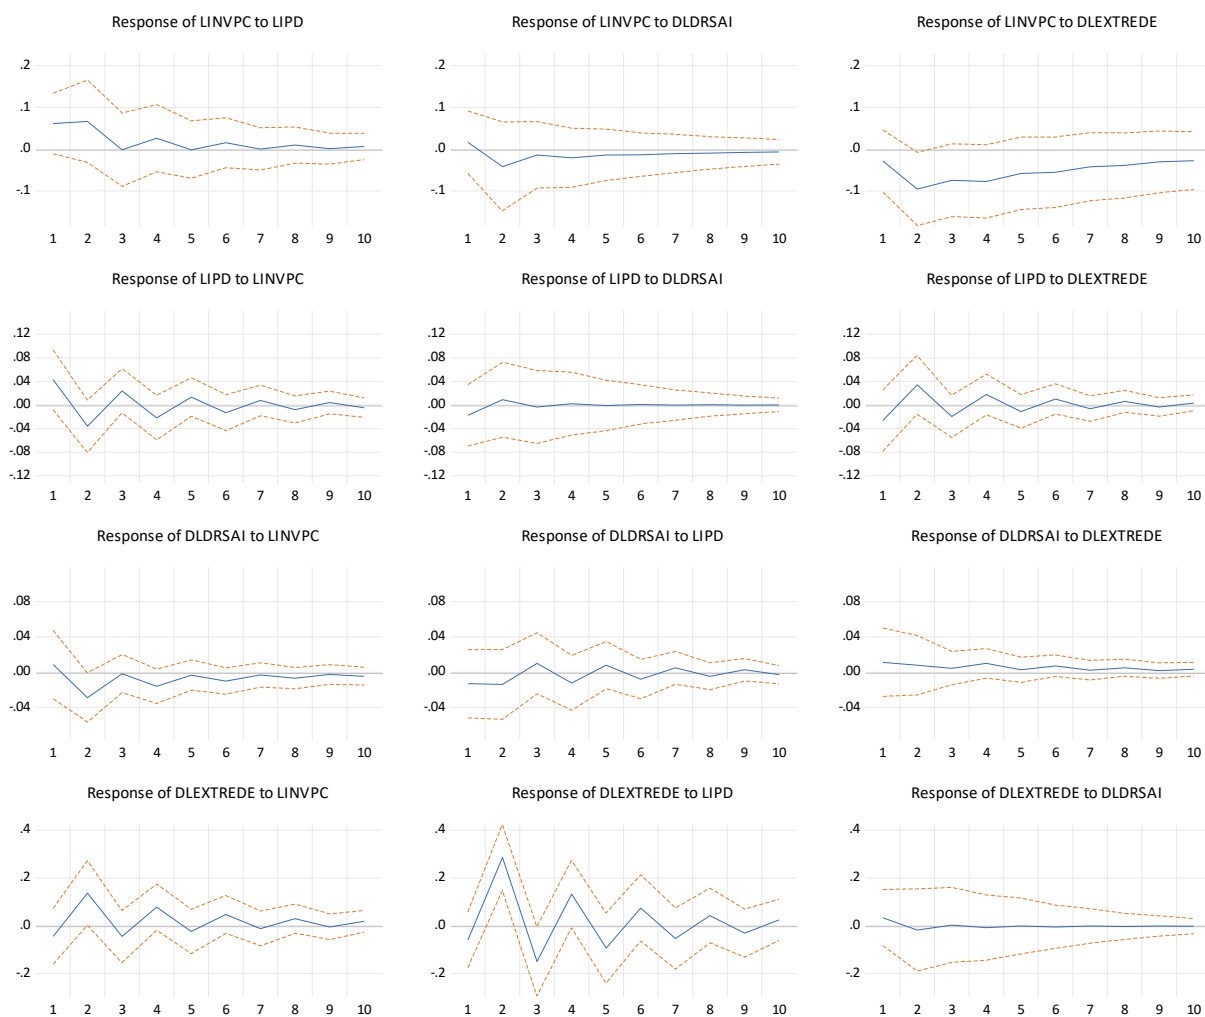 Response of LINVPC to LIPD
Response of LINVPC to DLDRSAI
Response of LINVPC to DLEXTREDE
.2
.1
.0
-.1
1 2 3 4 5 6 7 8 9 10
.2
.1
.0
-.1
1 2 3 4 5 6 7 8 9 10
.2
.1
.0
-.1
1 2 3 4 5 6 7 8 9 10
Response of LIPD to LINVPC
Response of LIPD to DLDRSAI
Response of LIPD to DLEXTREDE
.12
.08
.04
.00
-.04
-.08
-.12
1 2 3 4 5 6 7 8 9 10
.12
.08
.04
.00
-.04
-.08
-.12
1 2 3 4 5 6 7 8 9 10
.12
.08
.04
.00
-.04
-.08
-.12
1 2 3 4 5 6 7 8 9 10
Response of DLDRSAI to LINVPC
Response of DLDRSAI to LIPD
Response of DLDRSAI to DLEXTREDE
.08
.04
.00
-.04
1 2 3 4 5 6 7 8 9 10
.08
.04
.00
-.04
1 2 3 4 5 6 7 8 9 10
.08
.04
.00
-.04
1 2 3 4 5 6 7 8 9 10
Response of DLEXTREDE to LINVPC
Response of DLEXTREDE to LIPD
Response of DLEXTREDE to DLDRSAI
.4
.2
.0
-.2
1 2 3 4 5 6 7 8 9 10
.4
.2
.0
-.2
1 2 3 4 5 6 7 8 9 10
.4
.2
.0
-.2
1 2 3 4 5 6 7 8 9 10